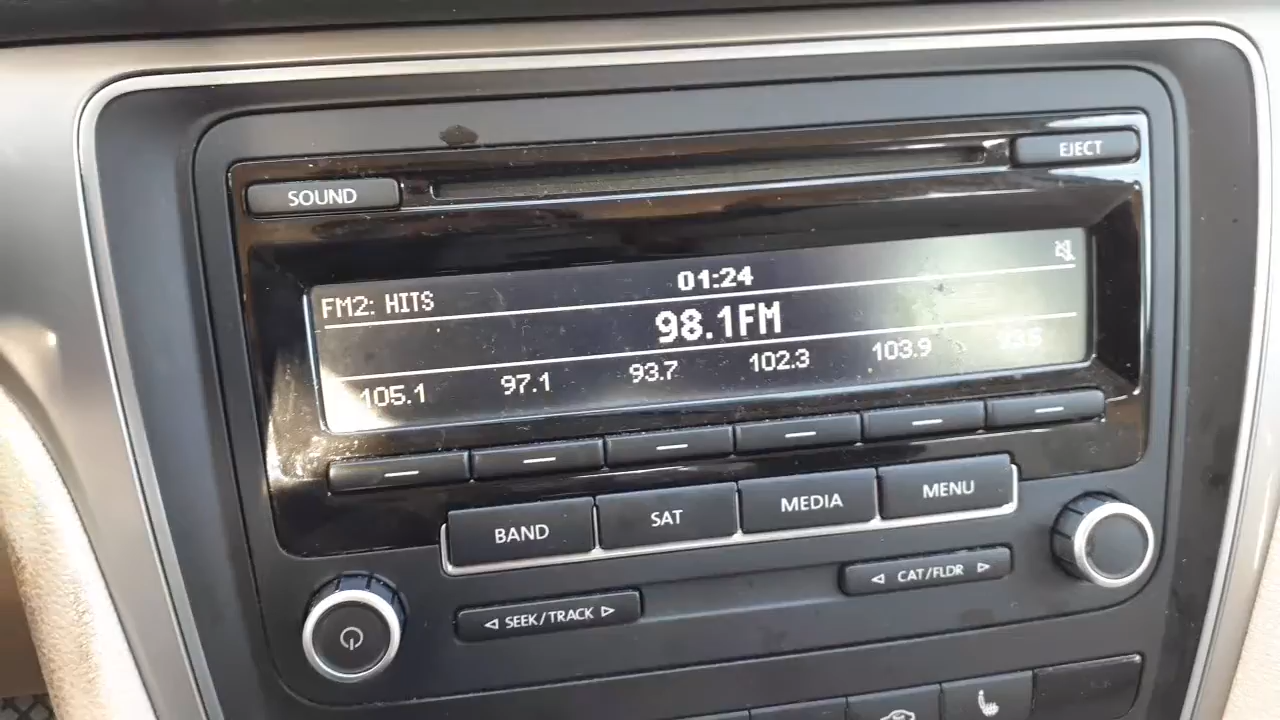 EJECT
SOUND
01:24
FM2: HITS
98.1FM
105.1 97.1 93.7 102.3 103.9
BAND SAT MEDIA MENU
CAT/FLDR
SEEK/TRACK